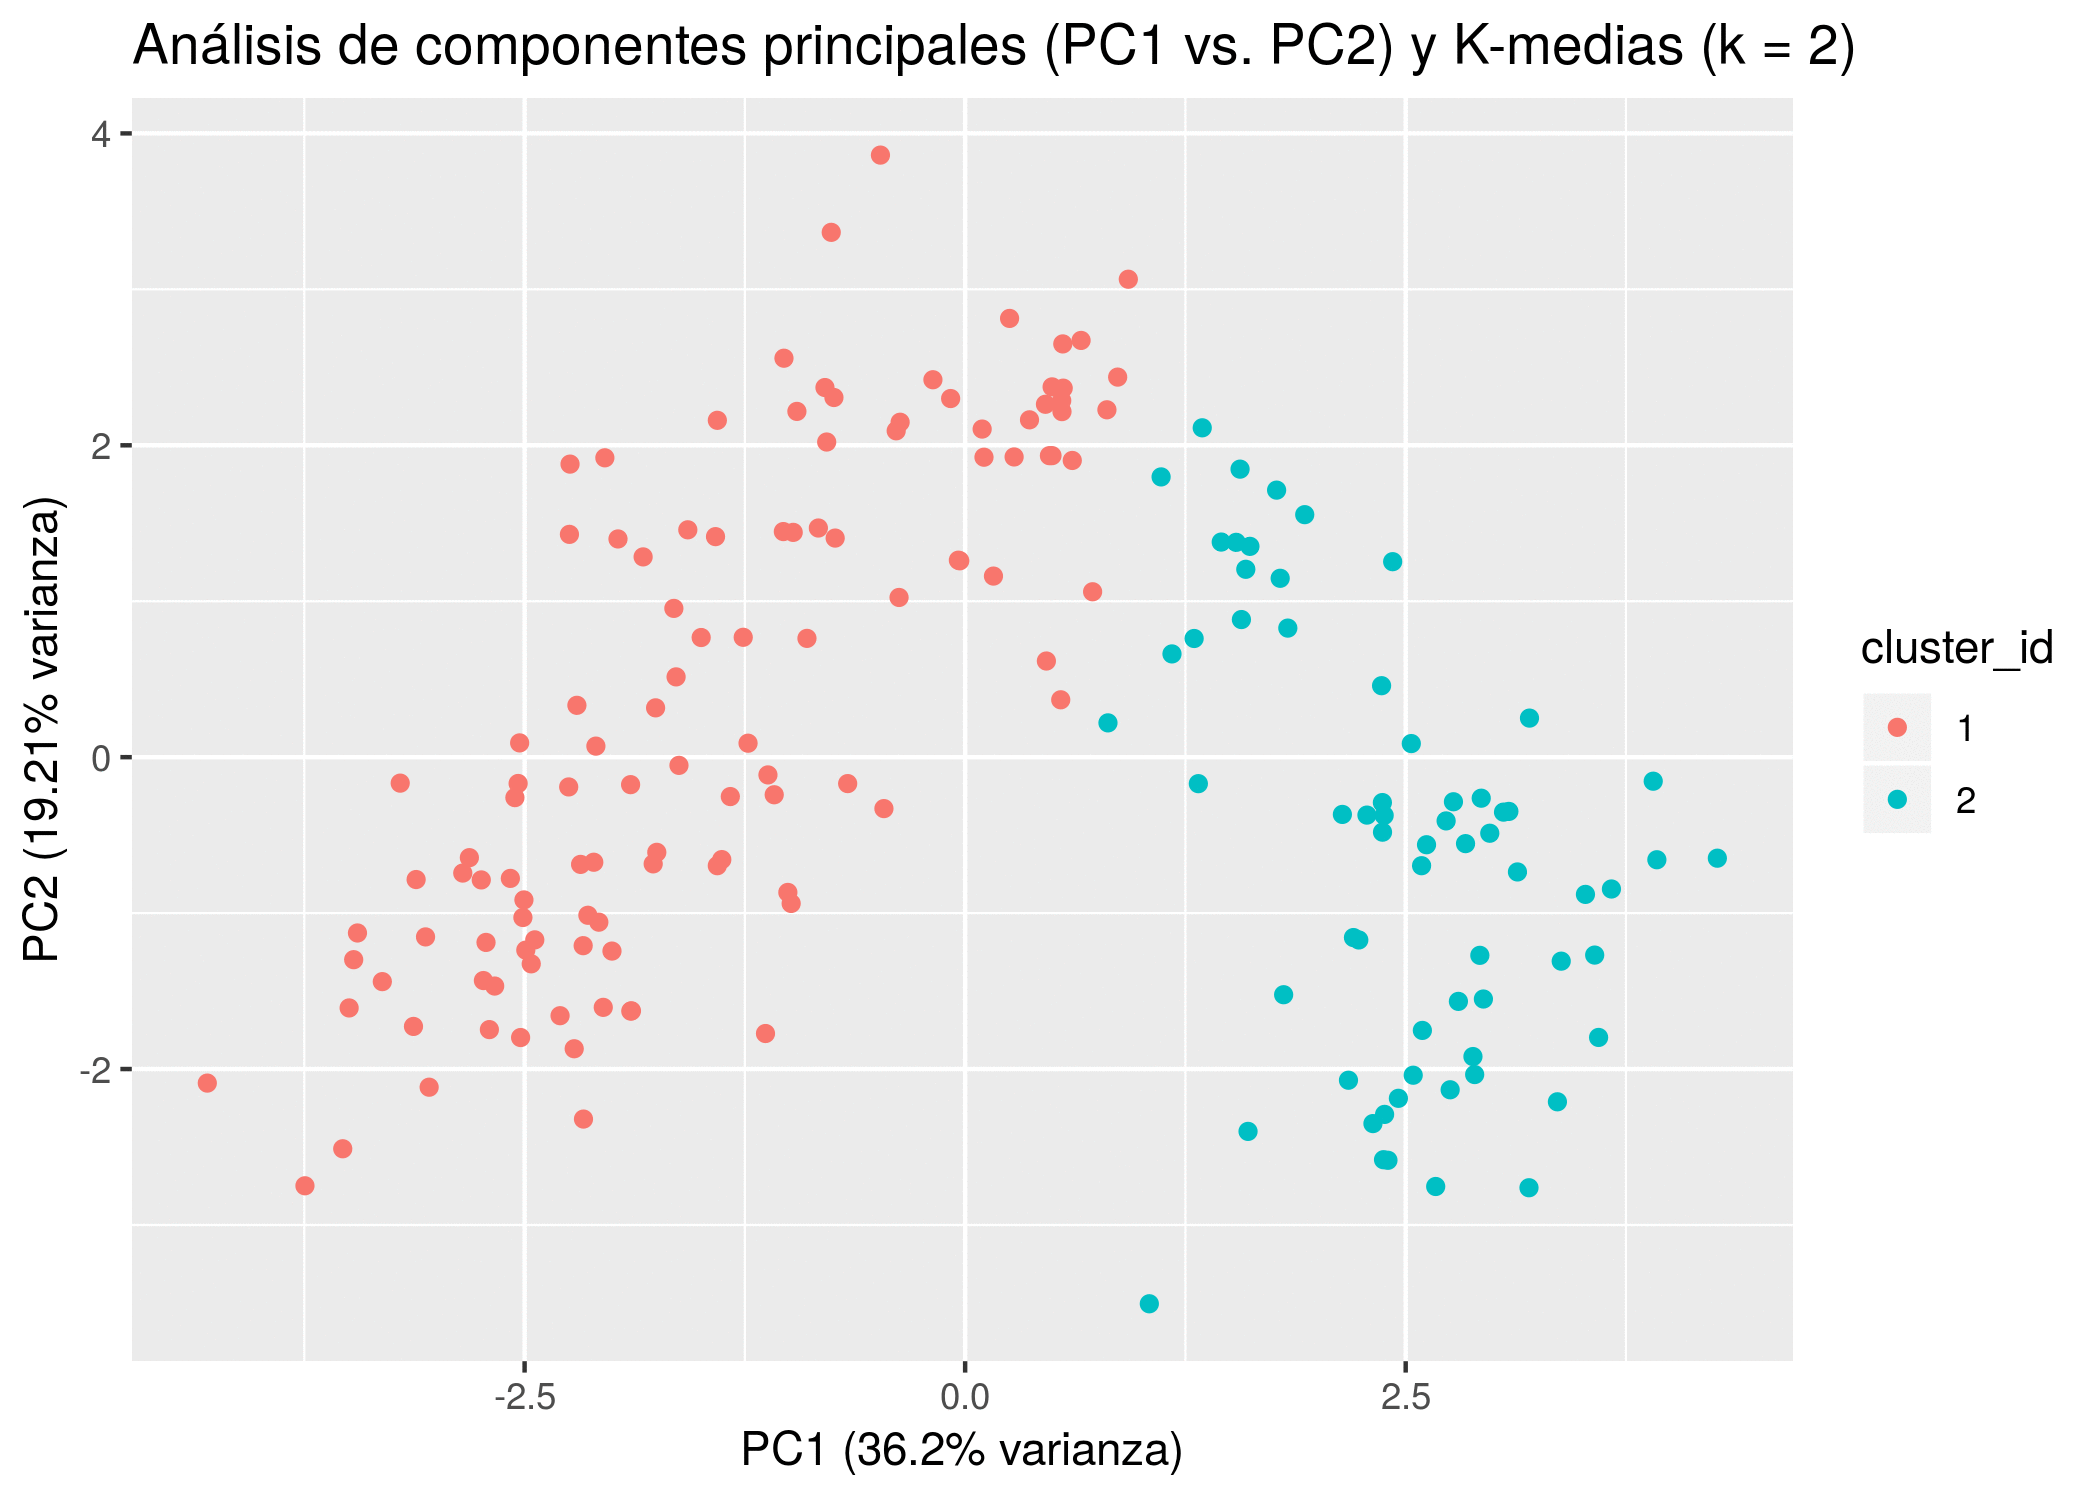 Análisis de componentes principales (PC1 vs. PC2) y K-medias (k = 2)
4
2
0
-2
PC2 (19.21% varianza)
-2.5 0.0 2.5
PC1 (36.2% varianza)
cluster_id
1
2